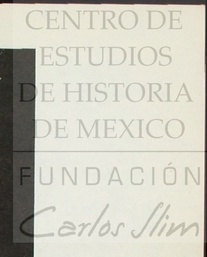 CENTRO DE
ESTUDIOS
DE HISTORIA
DE MEXICO
FUNDACIÓN
Carlos Slim